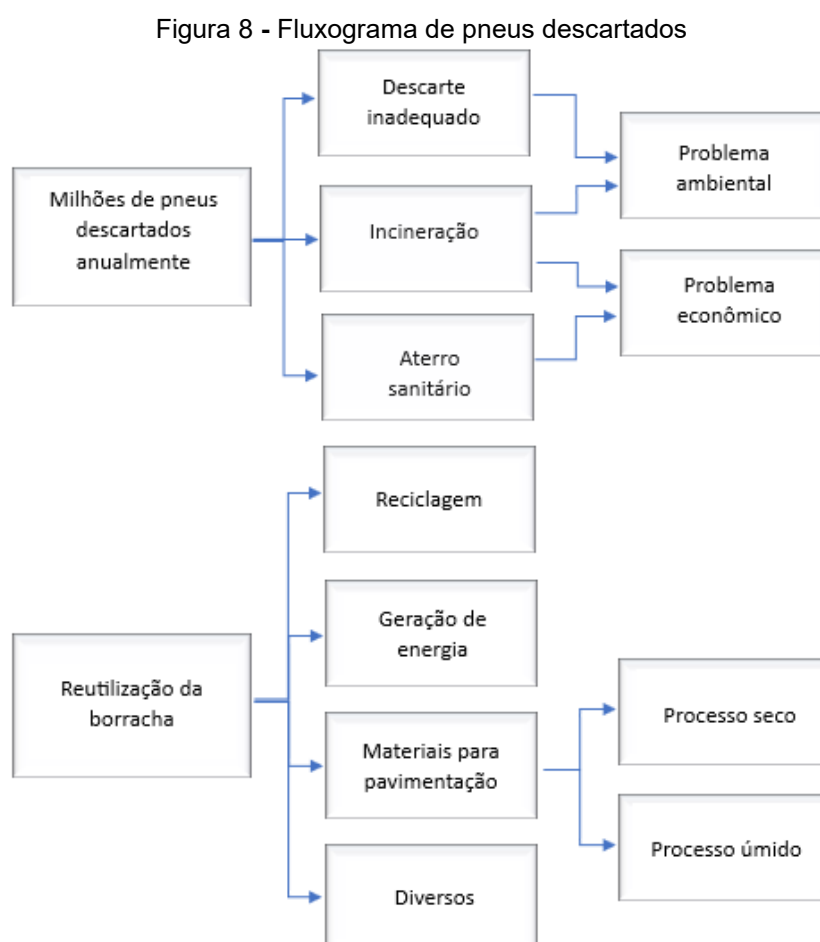 Figura 8 - Fluxograma de pneus descartados
Descarte
inadequado
Problema
ambiental
Milhões de pneus
descartados
anualmente
Incineração
Problema
econômico
Aterro
sanitário
Reciclagem
Geração de
energia
Reutilização da
borracha
Processo seco
Materiais para
pavimentação
Processo úmido
Diversos